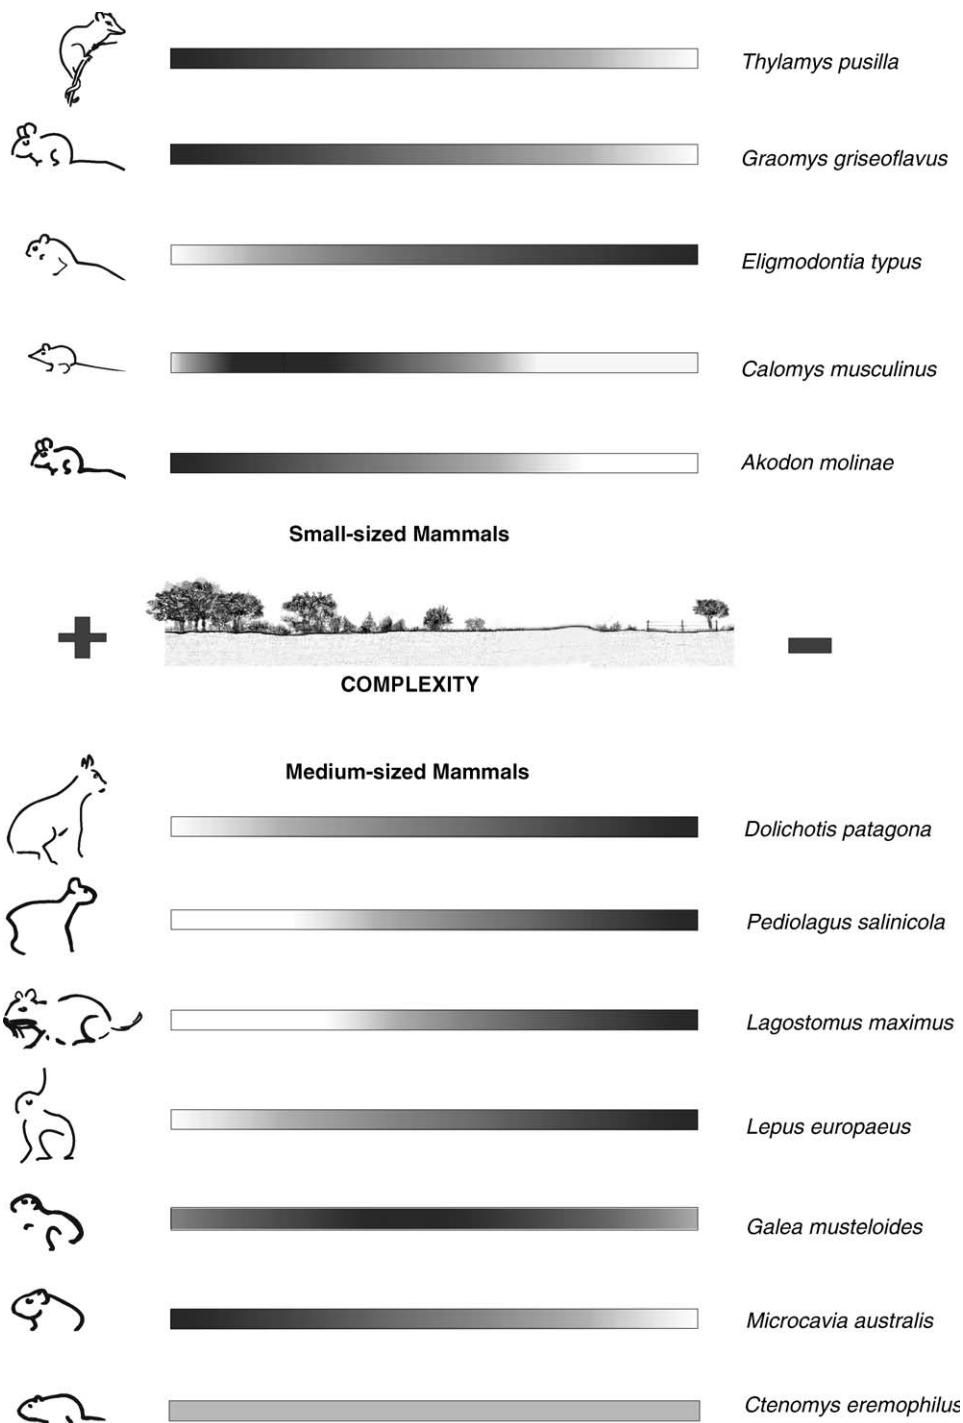 Thylamys pusilla
Graomys griseoflavus
Eligmodontia typus
Calomys musculinus
Akodon molinae
Small-sized Mammals
+
-
COMPLEXITY
Medium-sized Mammals
Dolichotis patagona
Pediolagus salinicola
Lagostomus maximus
Lepus europaeus
Galea musteloides
Microcavia australis
Ctenomys eremophilus